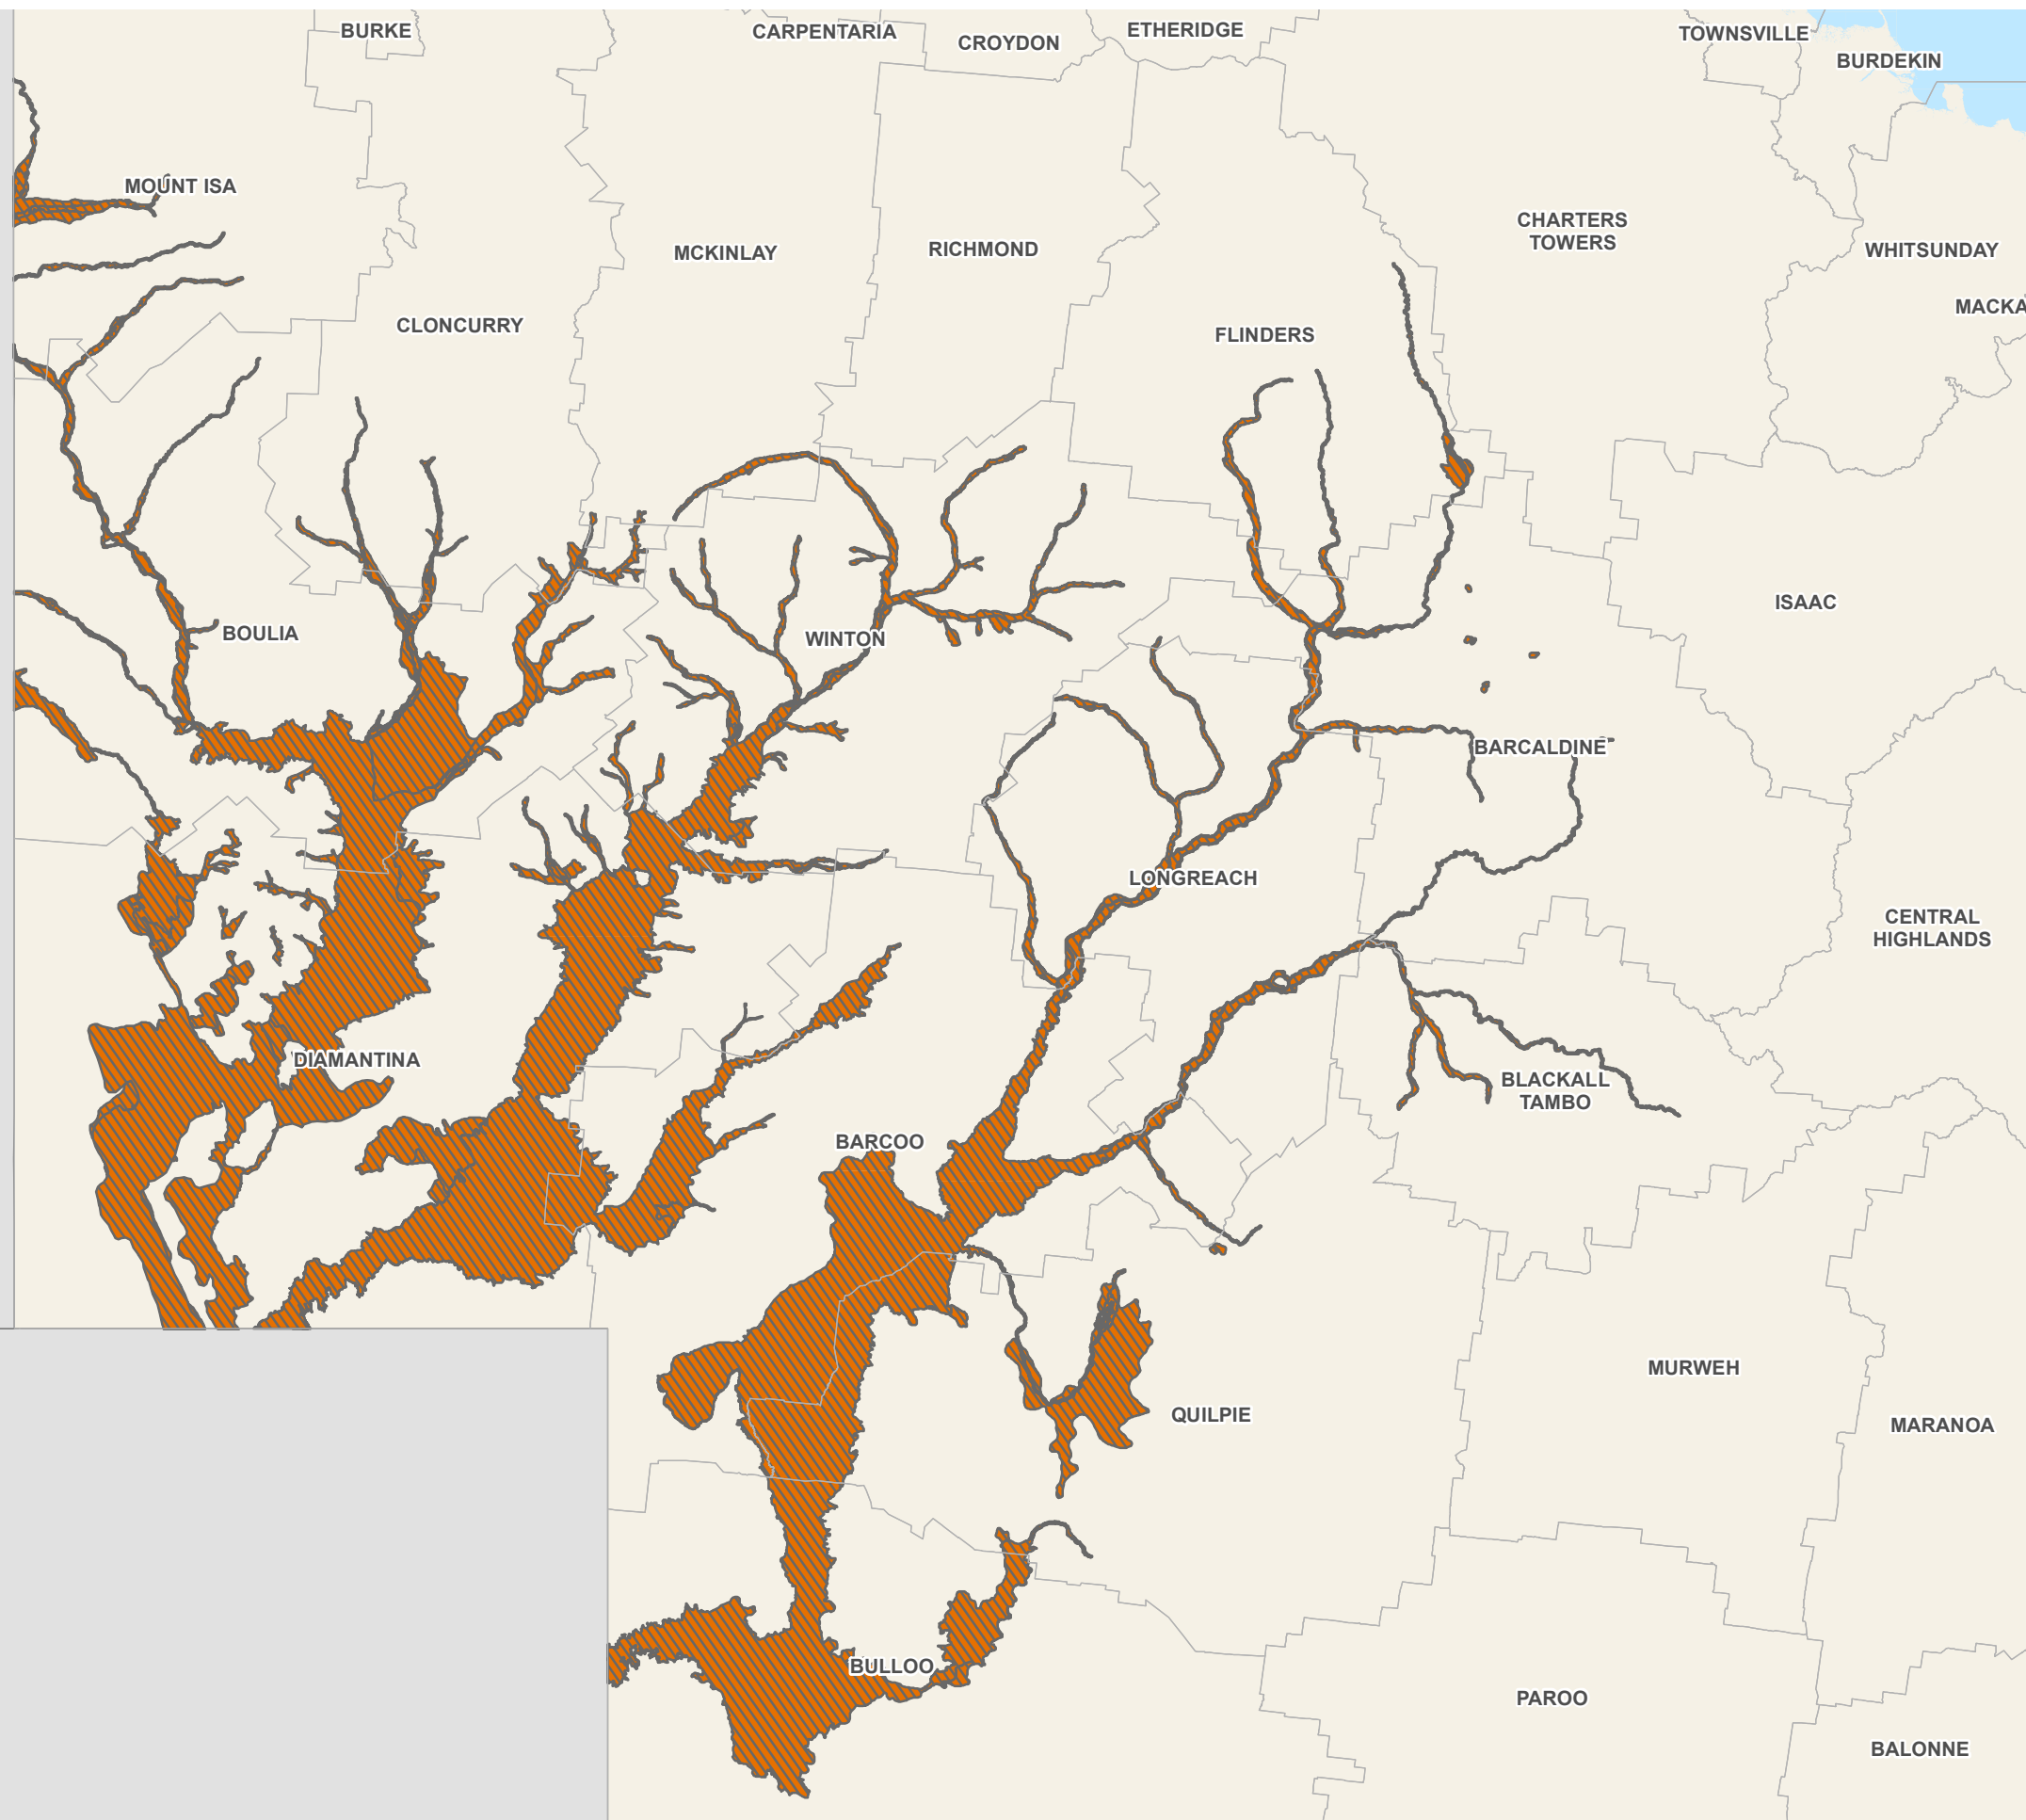 BURKE
CARPENTARIA
CROYDON
ETHERIDGE
TOWNSVILLE
BURDEKIN
MOUNT ISA
CHARTERS
TOWERS
MCKINLAY
RICHMOND
WHITSUNDAY
MACKA
CLONCURRY
FLINDERS
ISAAC
BOULIA
WINTON
BARCALDINE
LONGREACH
CENTRAL
HIGHLANDS
DIAMANTINA
BLACKALL
TAMBO
BARCOO
MURWEH
QUILPIE
MARANOA
BULLOO
PAROO
BALONNE